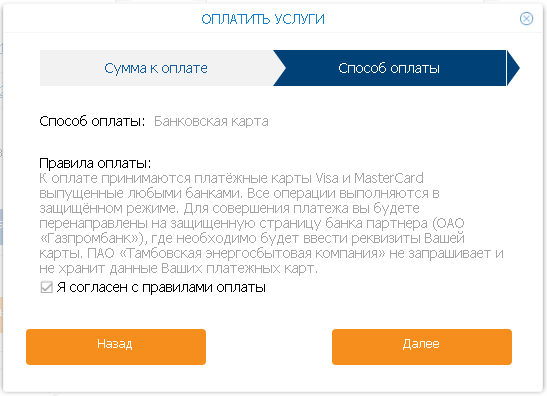 ОПЛАТИТЬ УСЛУГИ
Сумма к оплате
Способ оплаты
Способ оплаты: Банковская карта
Правила оплаты:
К оплате принимаются платёжные карты Visa и MasterCard
выпущенные любыми банками. Все операции выполняются в
защищённом режиме. Для совершения платежа вы будете
перенаправлены на защищенную страницу банка партнера (ОАО
«Газпромбанк»), где необходимо будет ввести реквизиты Вашей
карты. ПАО «Тамбовская энергосбытовая компания» не запрашивает и
не хранит данные Ваших платежных карт.
Я согласен с правилами оплаты
Назад
Далее